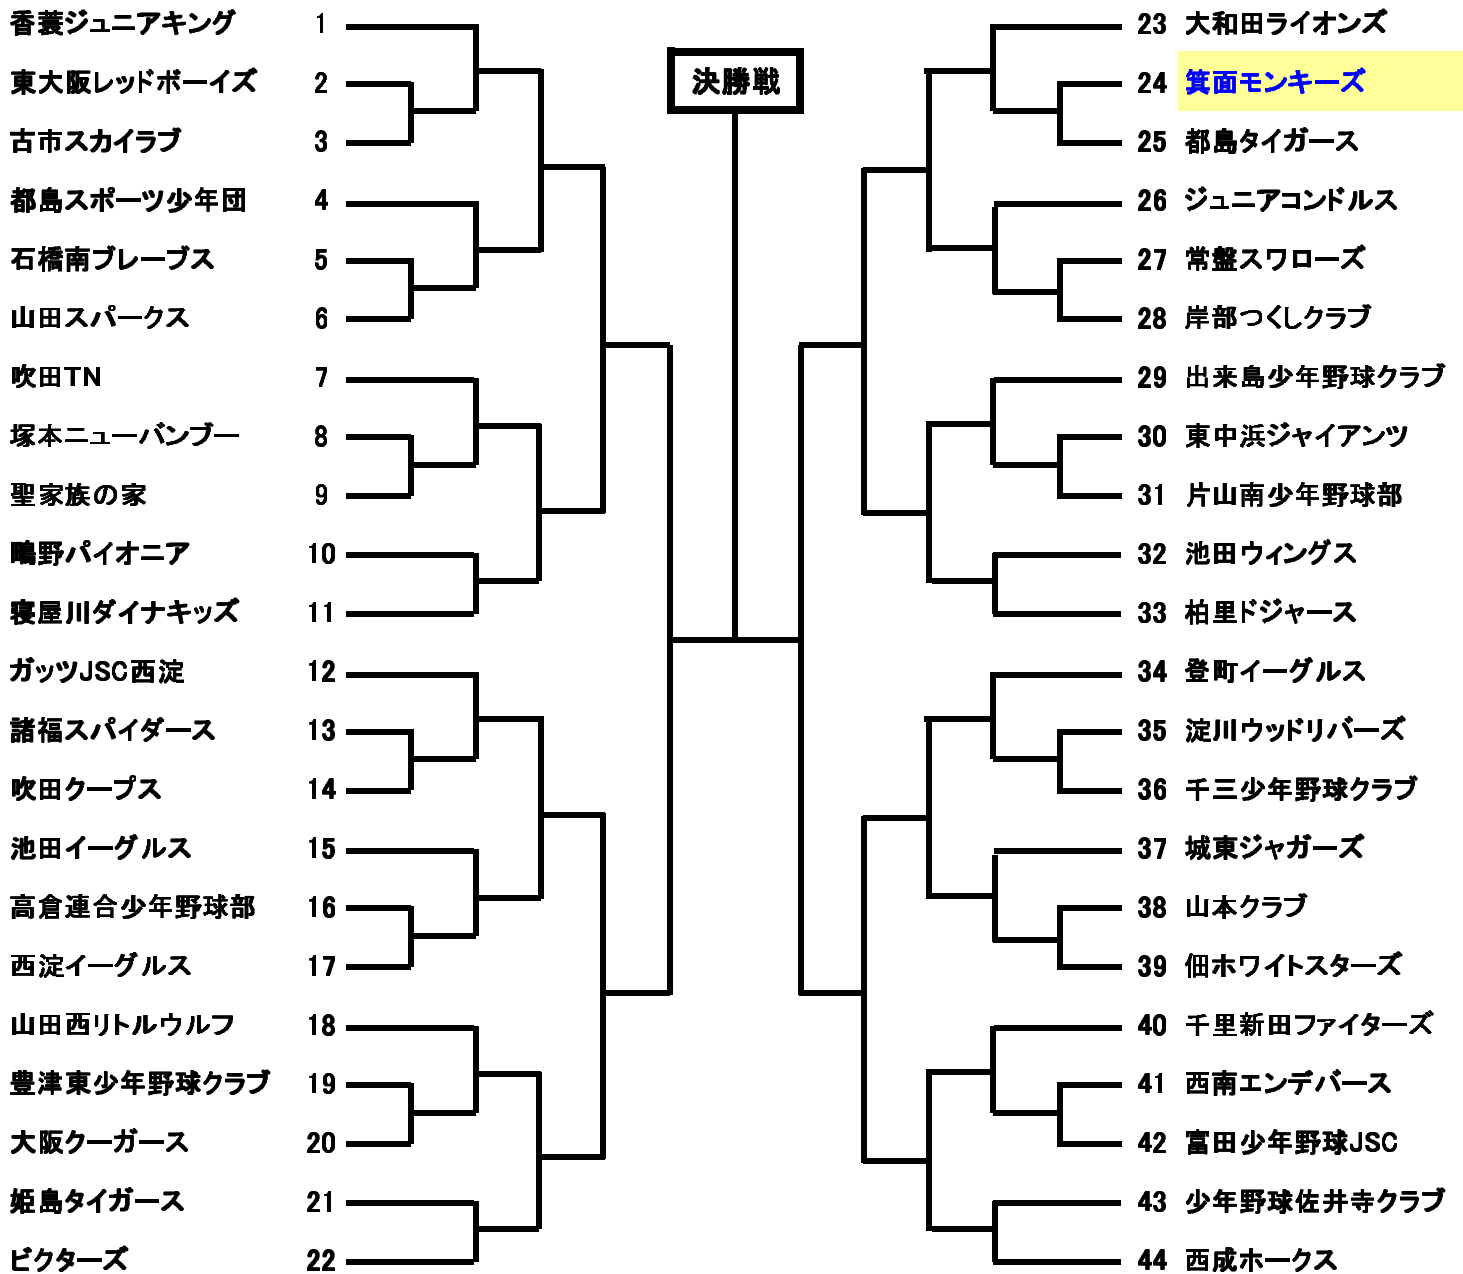 香蓑ジュニアキング 1
東大阪レッドボーイズ 2
古市スカイラブ 3
都島スポーツ少年団 4
石橋南ブレーブス 5
山田スパークス 6
吹田TN 7
塚本ニューバンブー 8
聖家族の家 9
鴫野パイオニア 10
寝屋川ダイナキッズ 11
ガッツJSC西淀 12
諸福スパイダース 13
吹田クープス 14
池田イーグルス 15
高倉連合少年野球部 16
西淀イーグルス 17
山田西リトルウルフ 18
豊津東少年野球クラブ 19
大阪クーガース 20
姫島タイガース 21
ビクターズ 22
決勝戦
23 大和田ライオンズ
24 箕面モンキーズ
25 都島タイガース
26 ジュニアコンドルス
27 常盤スワローズ
28 岸部つくしクラブ
29 出来島少年野球クラブ
30 東中浜ジャイアンツ
31 片山南少年野球部
32 池田ウィングス
33 柏里ドジャース
34 登町イーグルス
35 淀川ウッドリバーズ
36 千三少年野球クラブ
37 城東ジャガーズ
38 山本クラブ
39 佃ホワイトスターズ
40 千里新田ファイターズ
41 西南エンデバース
42 富田少年野球JSC
43 少年野球佐井寺クラブ
44 西成ホークス